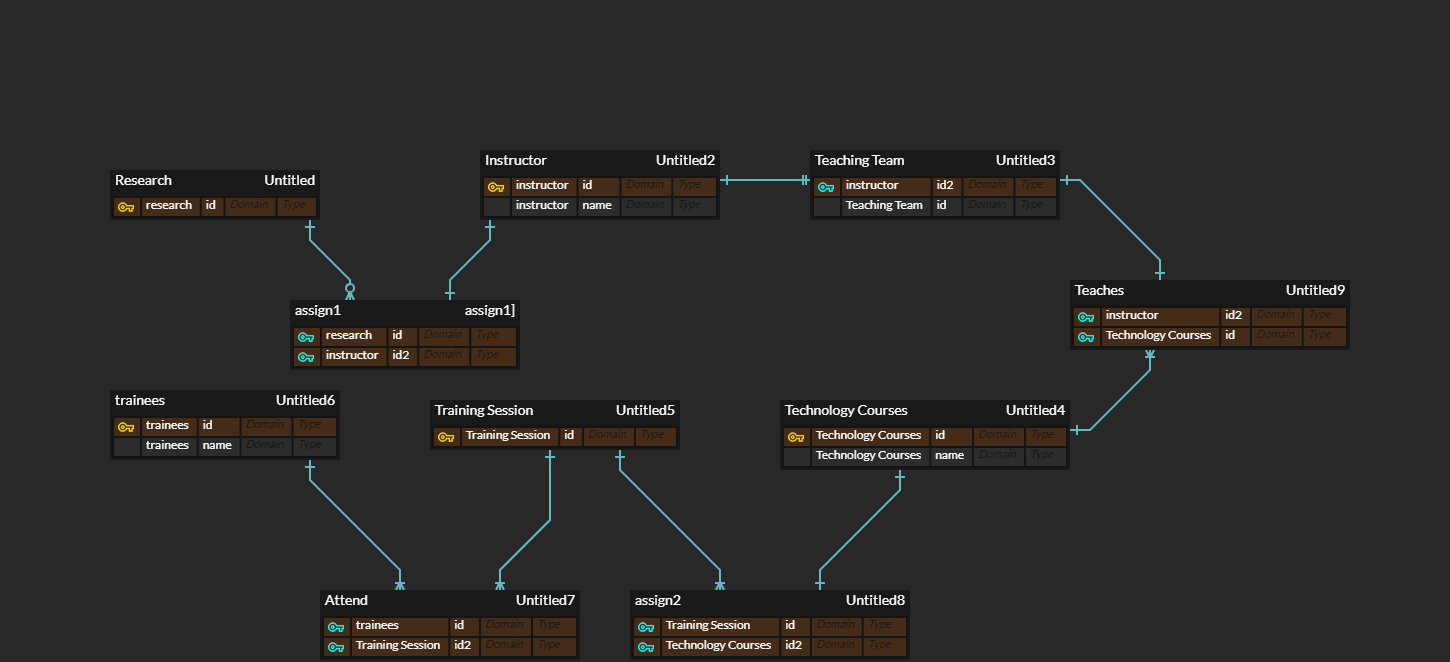 Instructor Untitled2
instructor id Domain Type
instructor name Domain Type
Teaching Team Untitled3
instructor id2 Domain Type
Teaching Team id Domain Type
Research Untitled
research id Domain Type
Teaches Untitled9
instructor id2 Domain Type
Technology Courses id Domain Type
assign1 assign1]
research id Domain Type
instructor id2 Domain Type
trainees Untitled6
trainees id Domain Type
trainees name Domain Type
Training Session Untitled5
Training Session id Domain Type
Technology Courses Untitled4
Technology Courses id Domain Type
Technology Courses name Domain Type
Attend Untitled7
trainees id Domain Type
Training Session id2 Domain Type
assign2 Untitled8
Training Session id Domain Type
Technology Courses id2 Domain Type